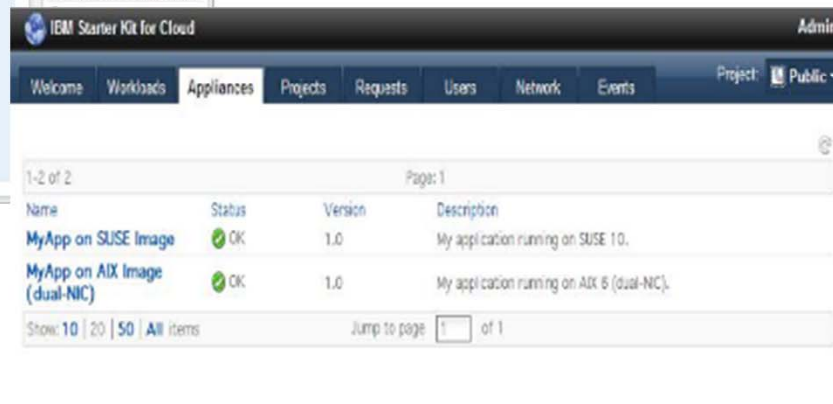 IBM Starter Kit for Cloud Admin
Welcome Workloads Appliances Projects Requests Users Network Events Project: Public
1-2 of 2 Page: 1
Name Status Version Description
MyApp on SUSE Image OK 1.0 My application running on SUSE 10.
MyApp on AIX Image
(dual-NIC) OK 1.0 My application running on AIX 6 (dual-NIC).
Show: 10 | 20 | 50 | All items Jump to page 1 of 1